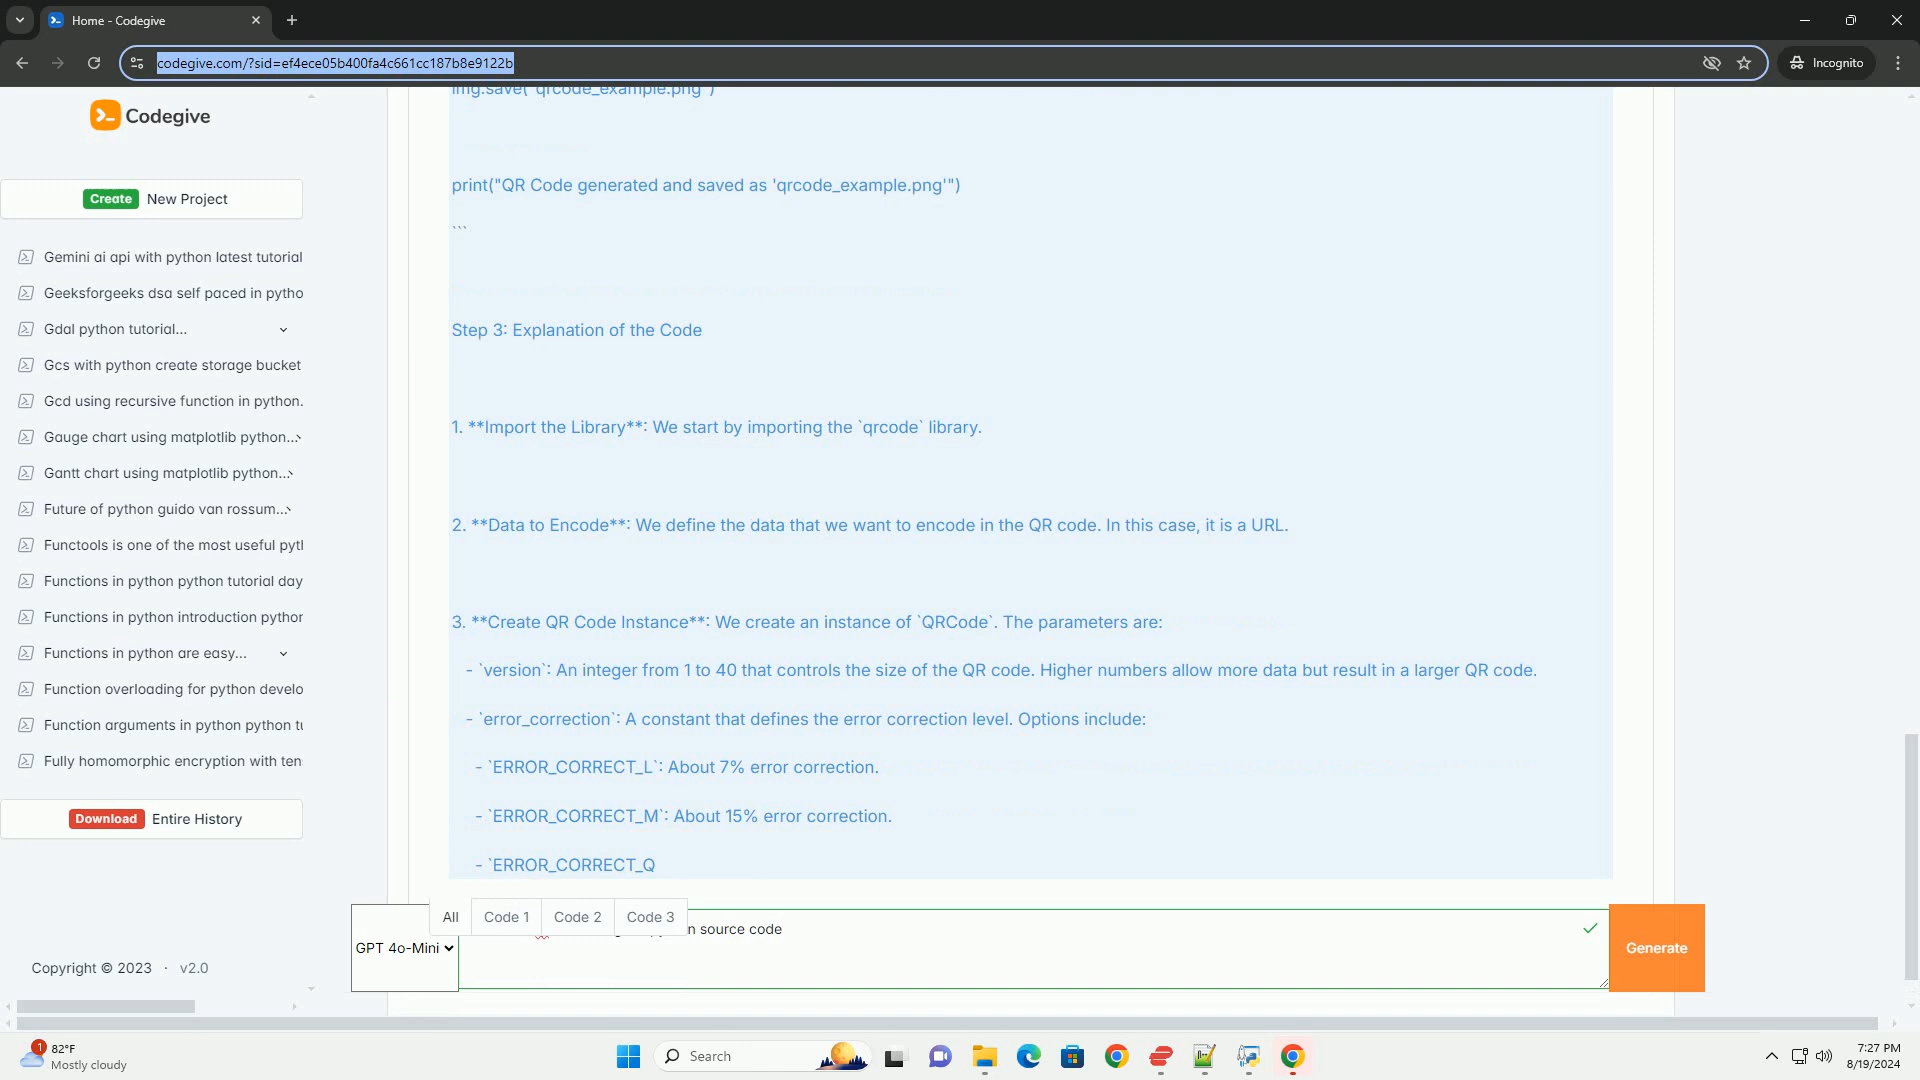 Home - Codegive
codegive.com/?sid=ef4ece05b400fa4c661cc187b8e9122b
Incognito
Codegive
Create New Project
Gemini ai api with python latest tutorial
Geeksforgeeks dsa self paced in pytho
Gdal python tutorial...
Gcs with python create storage bucket
Gcd using recursive function in python.
Gauge chart using matplotlib python...
Gantt chart using matplotlib python...
Future of python guido van rossum...
Functools is one of the most useful pytl
Functions in python python tutorial day
Functions in python introduction python
Functions in python are easy...
Function overloading for python develo
Function arguments in python python tu
Fully homomorphic encryption with ten
Download Entire History
Copyright © 2023 · v2.0
img.save("qrcode_example.png")
print("QR Code generated and saved as 'qrcode_example.png'")
```
Step 3: Explanation of the Code
1. **Import the Library**: We start by importing the `qrcode` library.
2. **Data to Encode**: We define the data that we want to encode in the QR code. In this case, it is a URL.
3. **Create QR Code Instance**: We create an instance of `QRCode`. The parameters are:
- `version`: An integer from 1 to 40 that controls the size of the QR code. Higher numbers allow more data but result in a larger QR code.
- `error_correction`: A constant that defines the error correction level. Options include:
- `ERROR_CORRECT_L`: About 7% error correction.
- `ERROR_CORRECT_M`: About 15% error correction.
- `ERROR_CORRECT_Q
All Code 1 Code 2 Code 3
n source code
GPT 4o-Mini
Generate
1
82°F
Mostly cloudy
Search
7:27 PM
8/19/2024